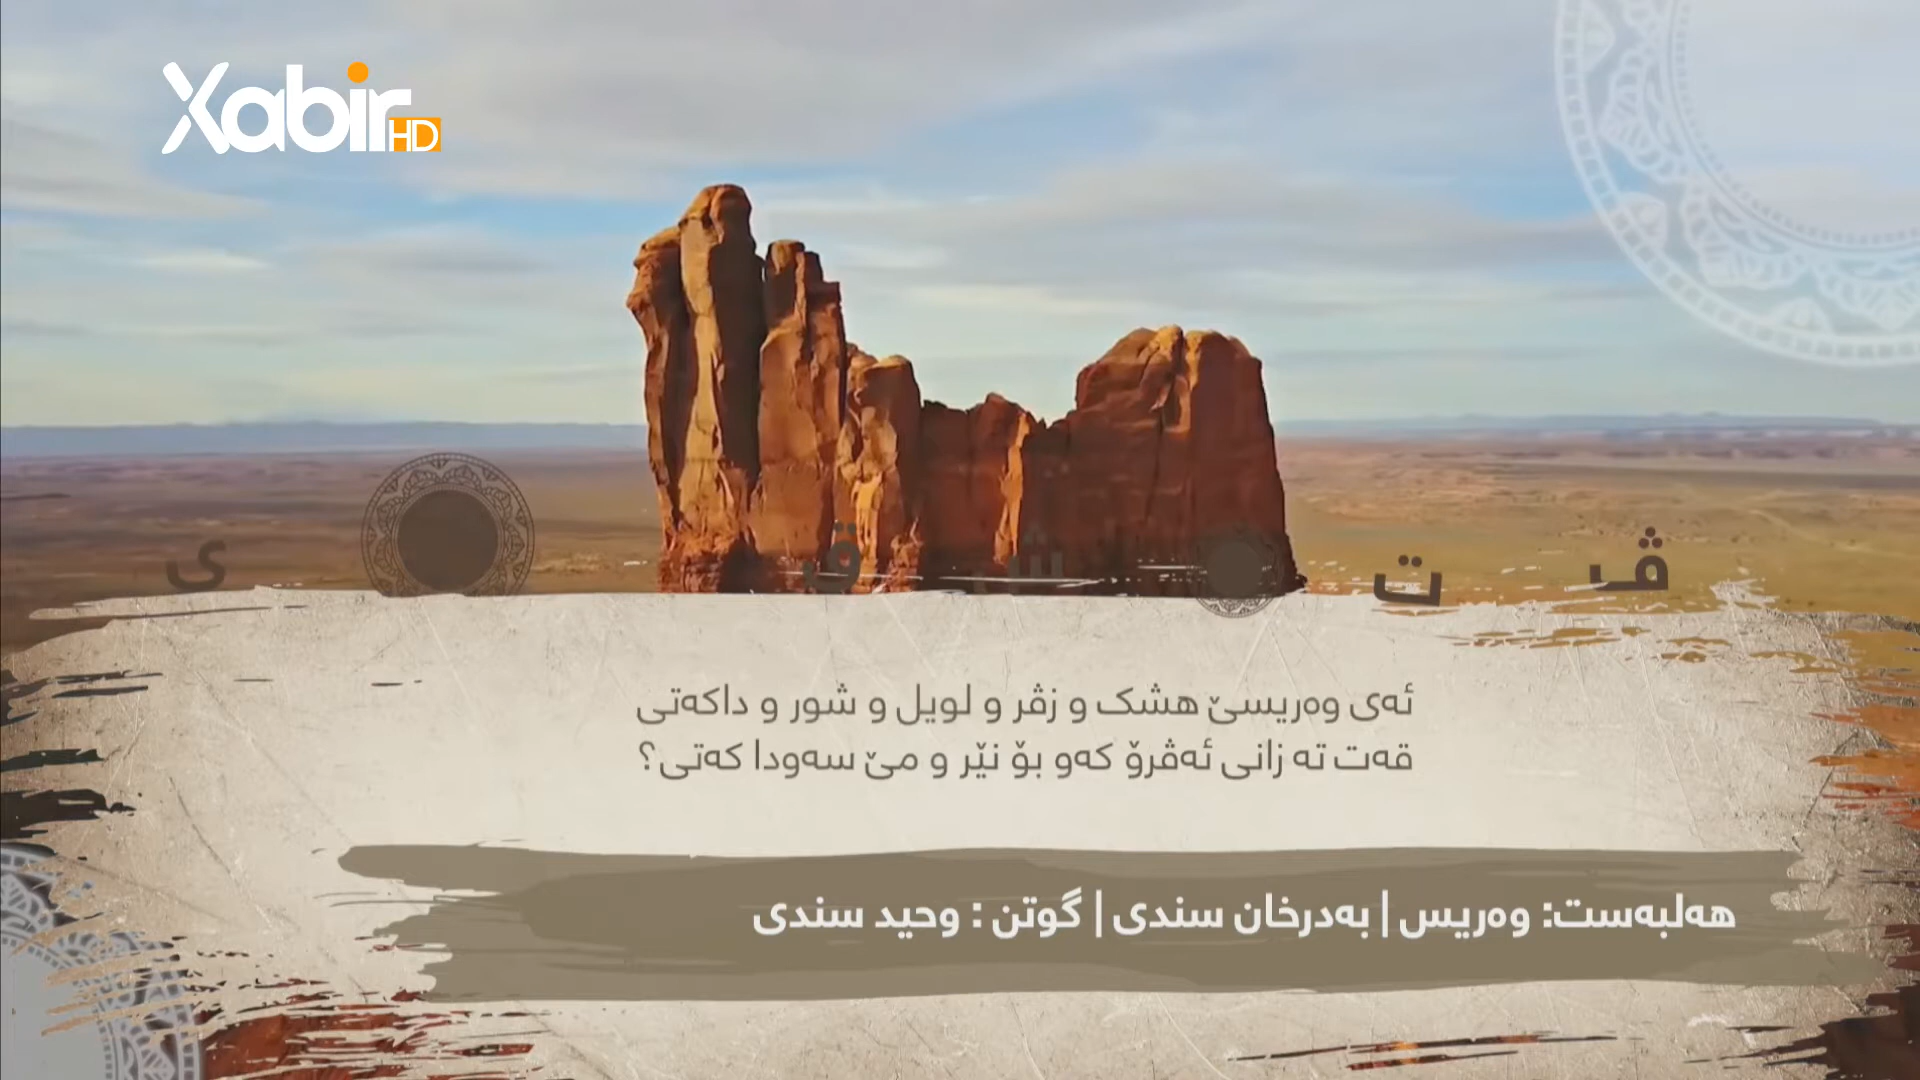 Xabir HD
ڤ ت ش ق ی
ئەی وەریسێ هشک و زڤر و لویل و شور و داکەتی
قەت تە زانی ئەڤرۆ کەو بۆ نێر و مێ سەودا کەتی؟
هەلبەست: وەریس | بەدرخان سندی | گوتن : وحید سندی